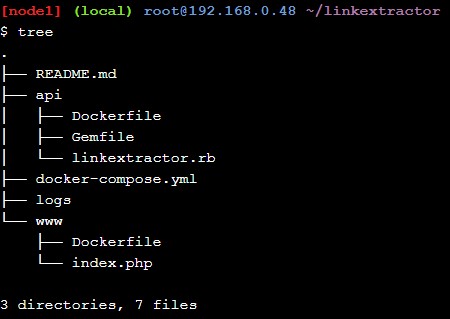 [node1] (local) root@192.168.0.48 ~/linkextractor
$ tree
.
├── README.md
├── api
│   ├── Dockerfile
│   ├── Gemfile
│   └── linkextractor.rb
├── docker-compose.yml
├── logs
└── www
    ├── Dockerfile
    └── index.php

3 directories, 7 files